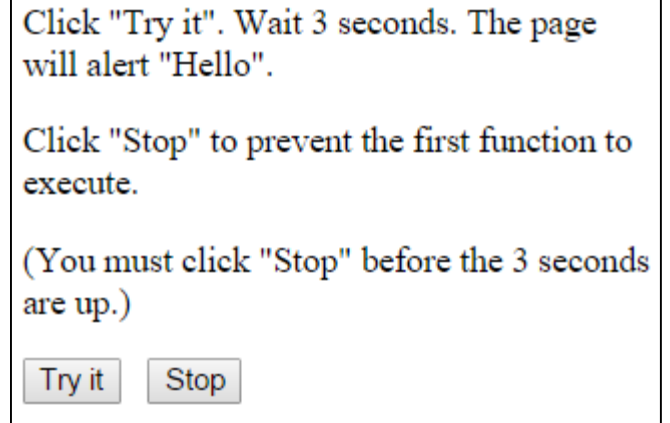 Click "Try it". Wait 3 seconds. The page
will alert "Hello".
Click "Stop" to prevent the first function to
execute.
(You must click "Stop" before the 3 seconds
are up.)
Try it Stop